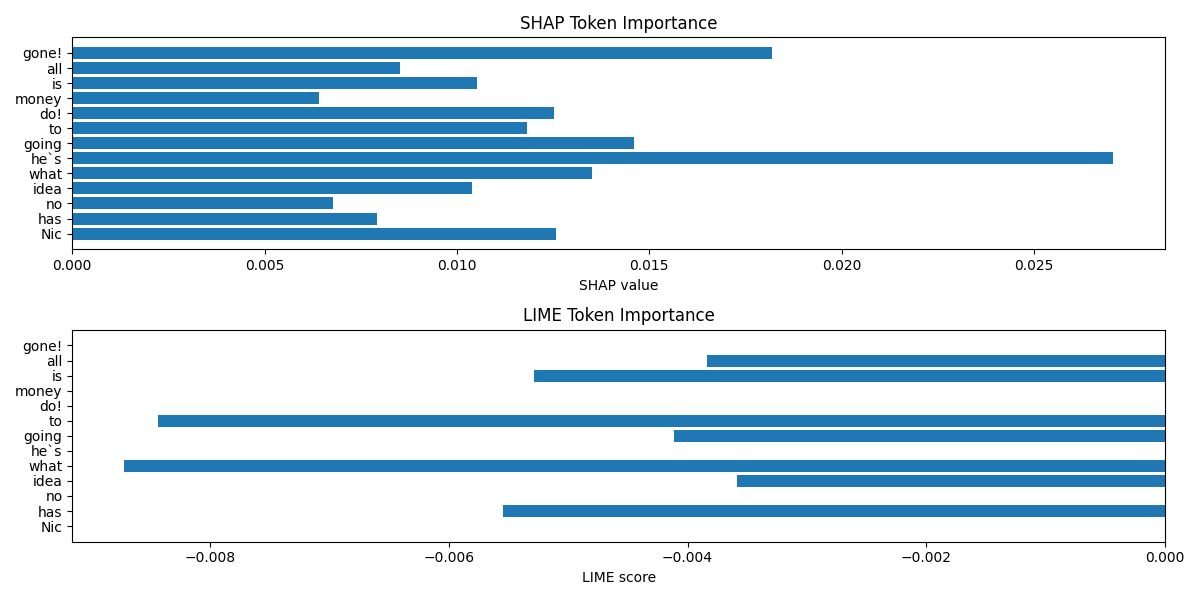 SHAP Token Importance
gone!
all
is
money
do!
to
going
he`s
what
idea
no
has
Nic
0.000 0.005 0.010 0.015 0.020 0.025
SHAP value
LIME Token Importance
gone!
all
is
money
do!
to
going
he`s
what
idea
no
has
Nic
−0.008 −0.006 −0.004 −0.002 0.000
LIME score